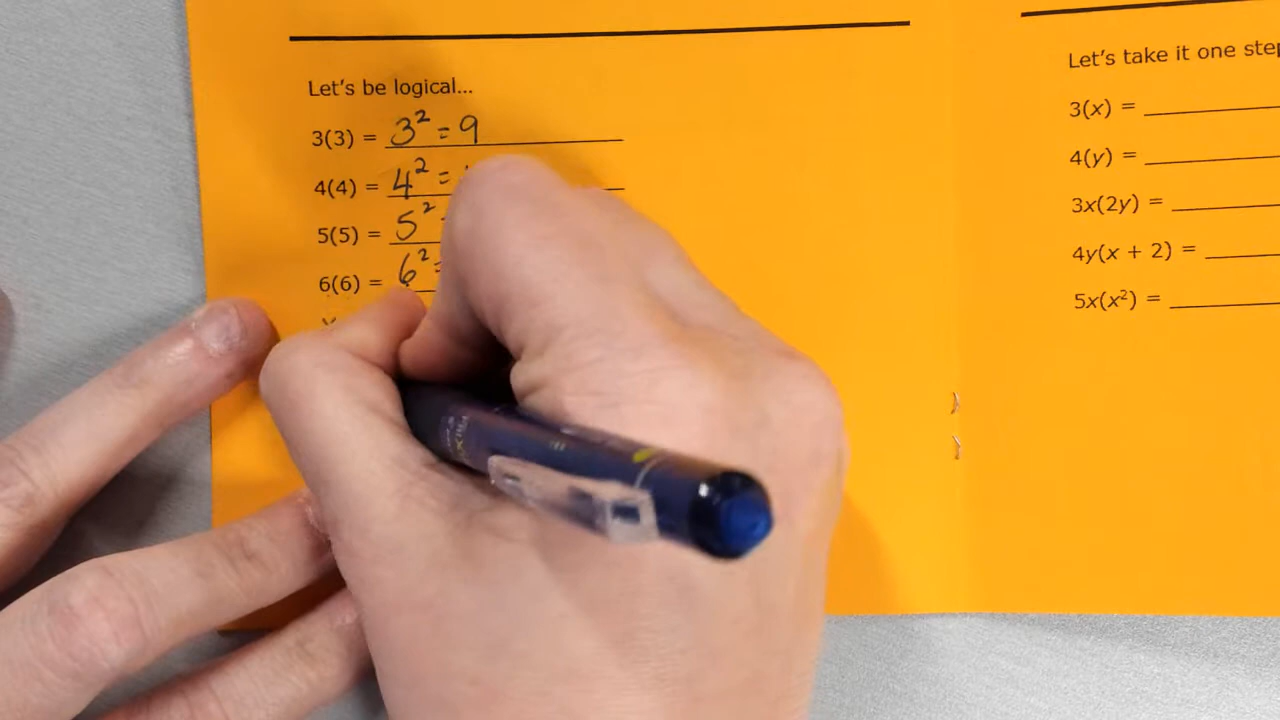 Let's be logical...
3(3) = 3² = 9
4(4) = 4² =
5(5) = 5²
6(6) = 6² =
Let's take it one step
3(x) =
4(y) =
3x(2y) =
4y(x + 2) =
5x(x²) =